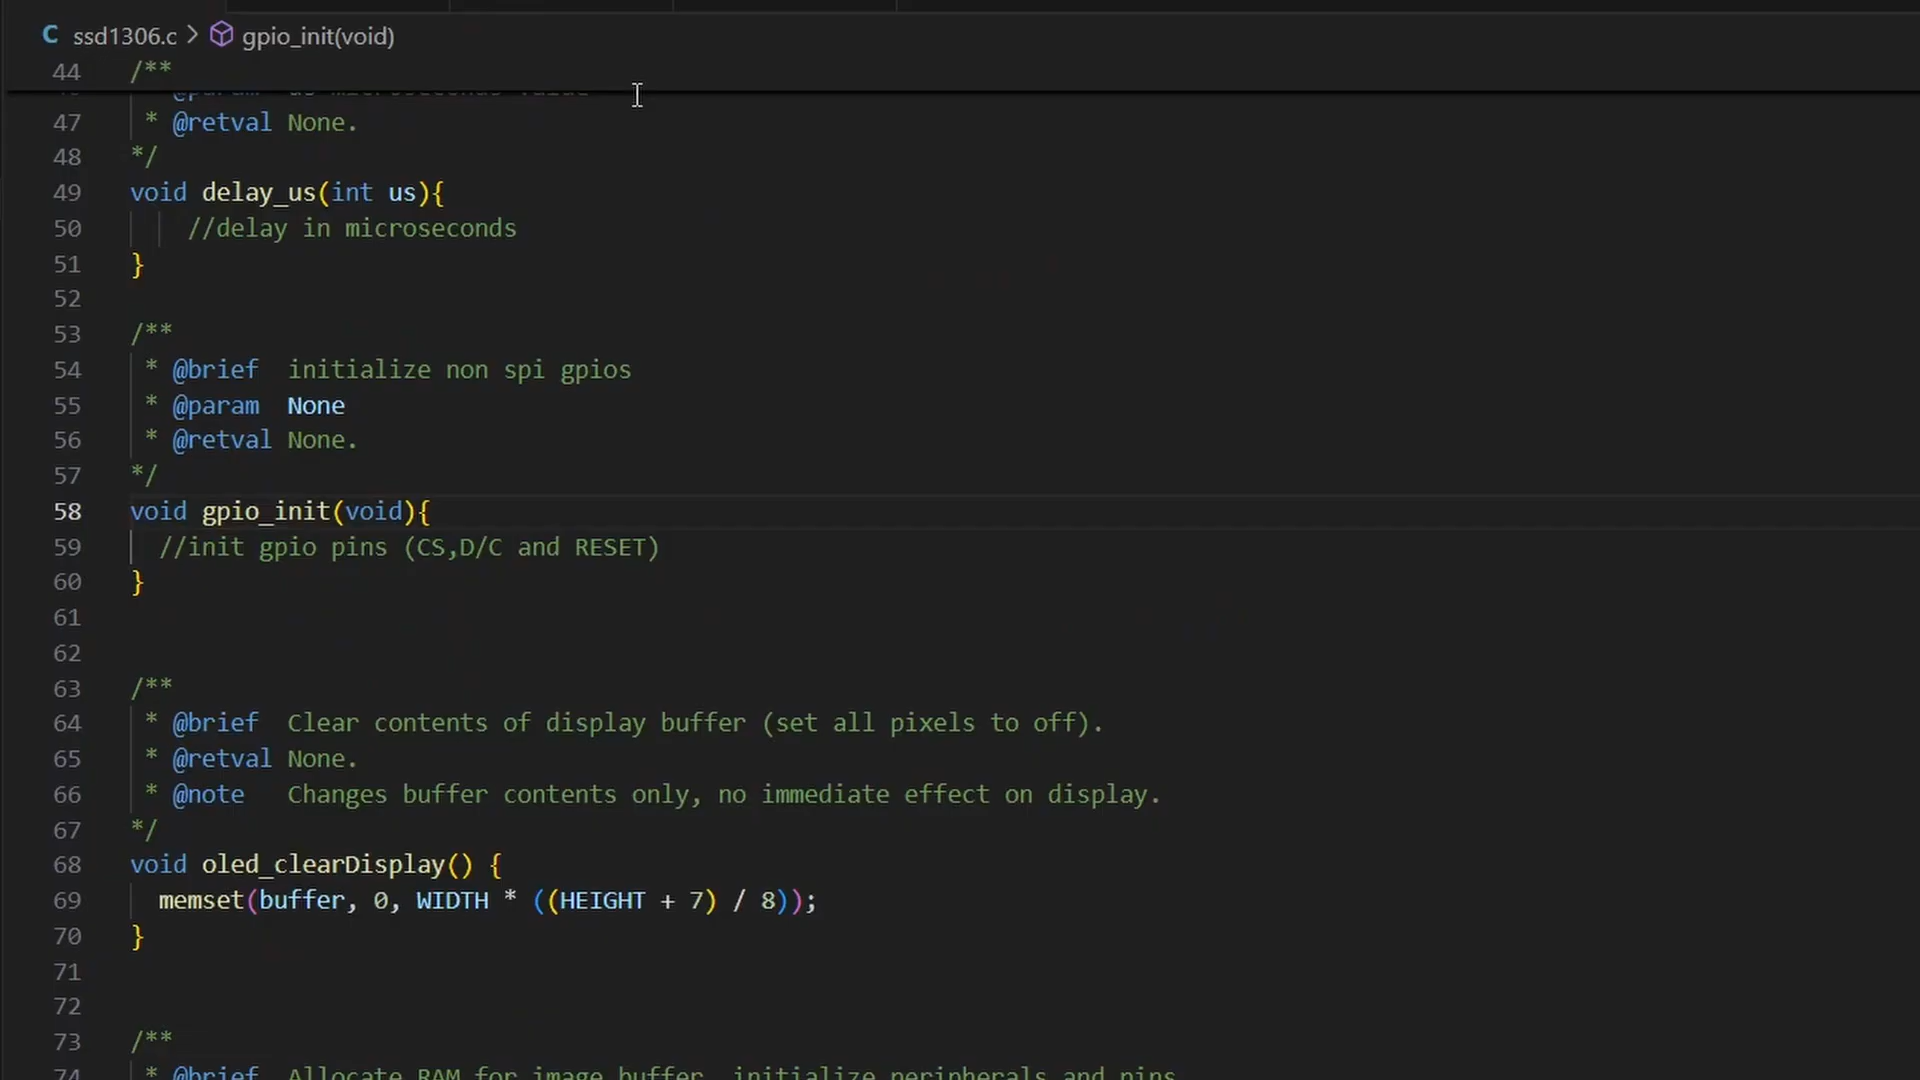 C ssd1306.c > gpio_init(void)
44 /**
* @param us microseconds value
47 * @retval None.
48 */
49 void delay_us(int us){
50 //delay in microseconds
51 }
52
53 /**
54 * @brief initialize non spi gpios
55 * @param None
56 * @retval None.
57 */
58 void gpio_init(void){
59 //init gpio pins (CS,D/C and RESET)
60 }
61
62
63 /**
64 * @brief Clear contents of display buffer (set all pixels to off).
65 * @retval None.
66 * @note Changes buffer contents only, no immediate effect on display.
67 */
68 void oled_clearDisplay() {
69 memset(buffer, 0, WIDTH * ((HEIGHT + 7) / 8));
70 }
71
72
73 /**
74 * @brief Allocate RAM for image buffer, initialize peripherals and pins